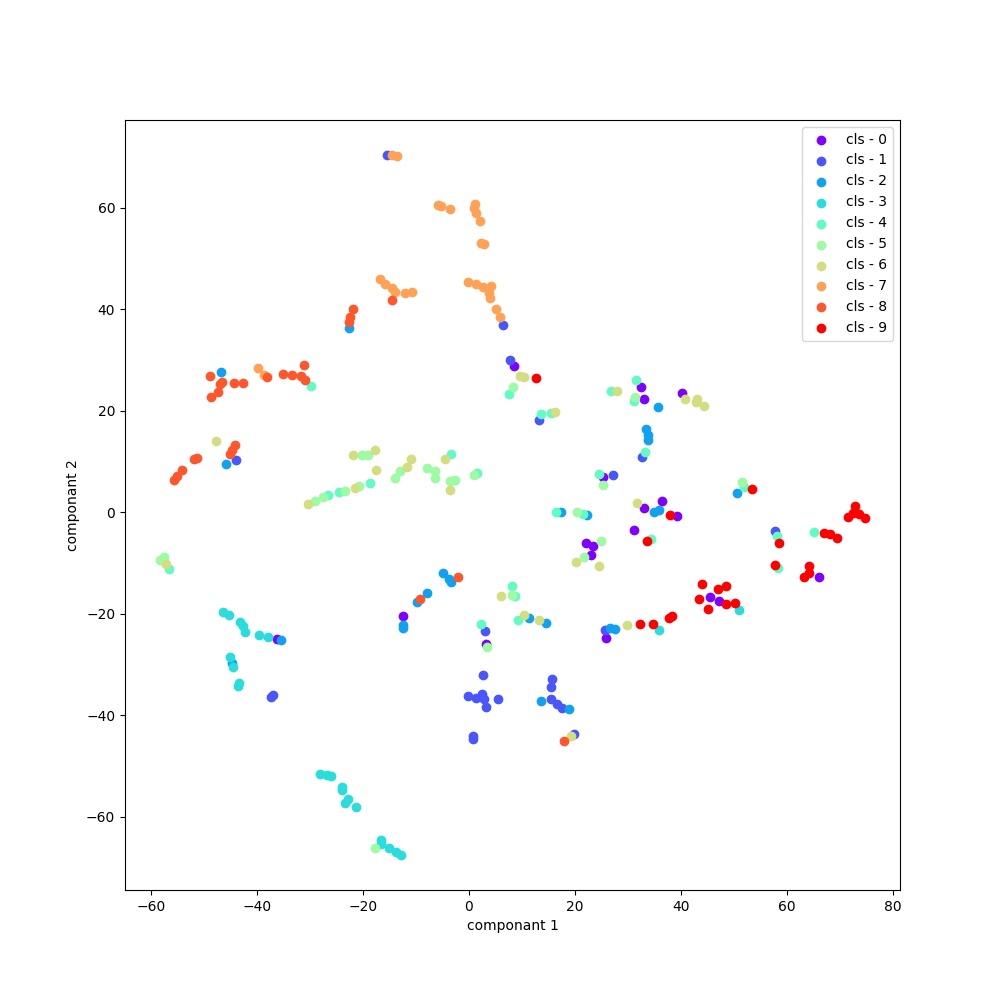 cls - 0
cls - 1
cls - 2
cls - 3
cls - 4
cls - 5
cls - 6
cls - 7
cls - 8
cls - 9
60
40
20
0
−20
−40
−60
componant 2
−60 −40 −20 0 20 40 60 80
componant 1